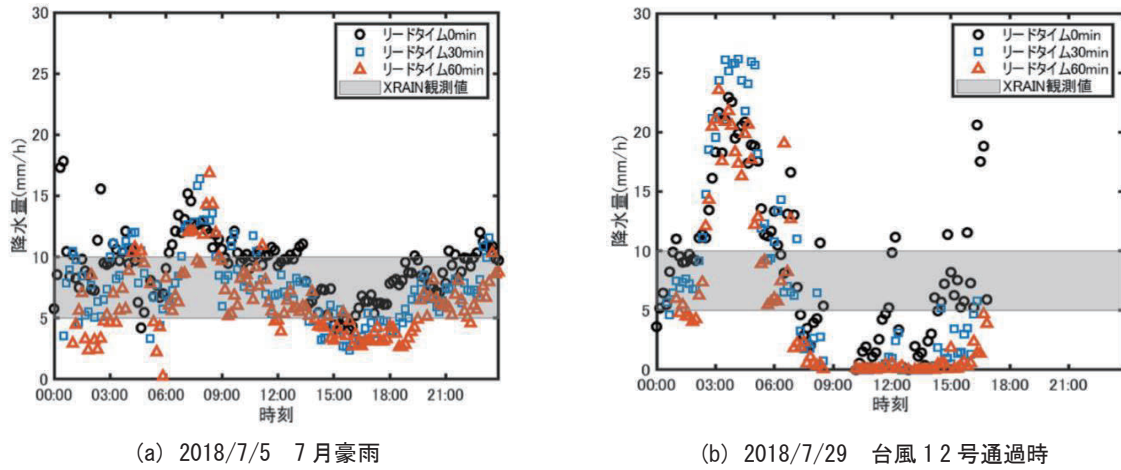 30
25
20
15
10
5
0
降水量(mm/h)
00:00 03:00 06:00 09:00 12:00 15:00 18:00 21:00
時刻
リードタイム0min
リードタイム30min
リードタイム60min
XRAIN観測値
(a) 2018/7/5 7月豪雨
30
25
20
15
10
5
0
降水量(mm/h)
00:00 03:00 06:00 09:00 12:00 15:00 18:00 21:00
時刻
リードタイム0min
リードタイム30min
リードタイム60min
XRAIN観測値
(b) 2018/7/29 台風12号通過時